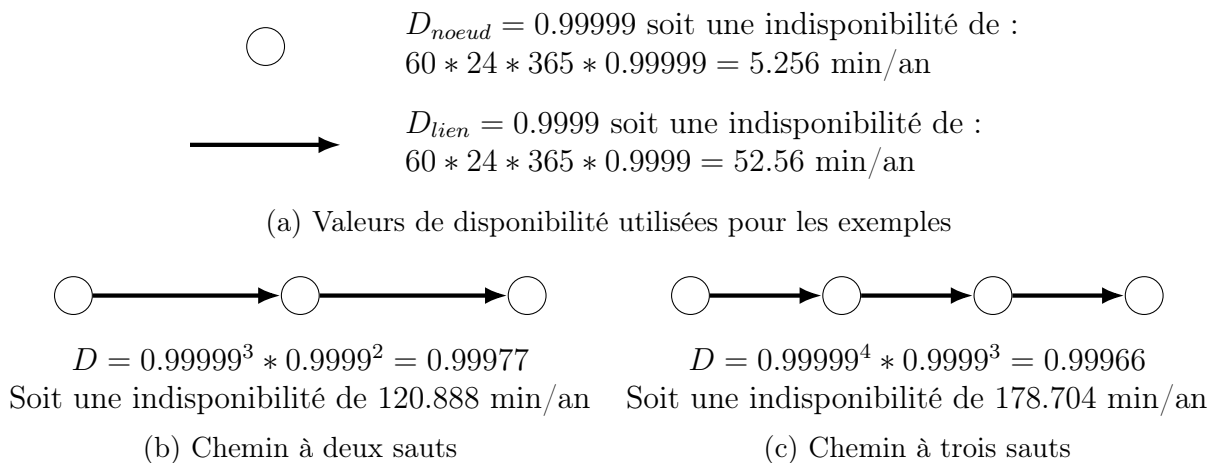 D_{noeud} = 0.99999 soit une indisponibilité de :
60 * 24 * 365 * 0.99999 = 5.256 min/an
D_{lien} = 0.9999 soit une indisponibilité de :
60 * 24 * 365 * 0.9999 = 52.56 min/an
(a) Valeurs de disponibilité utilisées pour les exemples
D = 0.99999^3 * 0.9999^2 = 0.99977
Soit une indisponibilité de 120.888 min/an
(b) Chemin à deux sauts
D = 0.99999^4 * 0.9999^3 = 0.99966
Soit une indisponibilité de 178.704 min/an
(c) Chemin à trois sauts